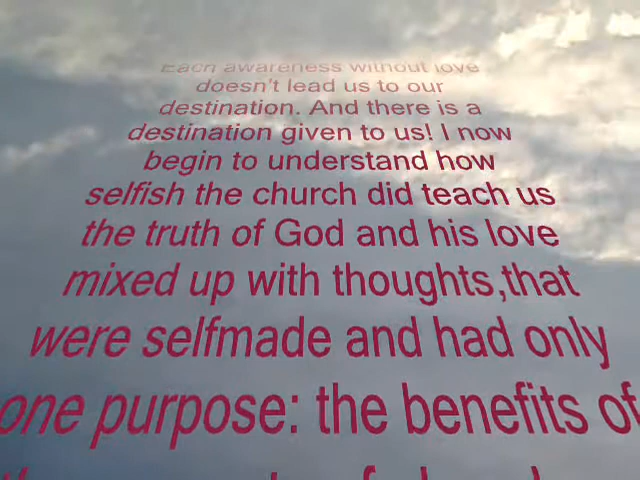 Each awareness without love
doesn't lead us to our
destination. And there is a
destination given to us! I now
begin to understand how
selfish the church did teach us
the truth of God and his love
mixed up with thoughts,that
were selfmade and had only
one purpose: the benefits of